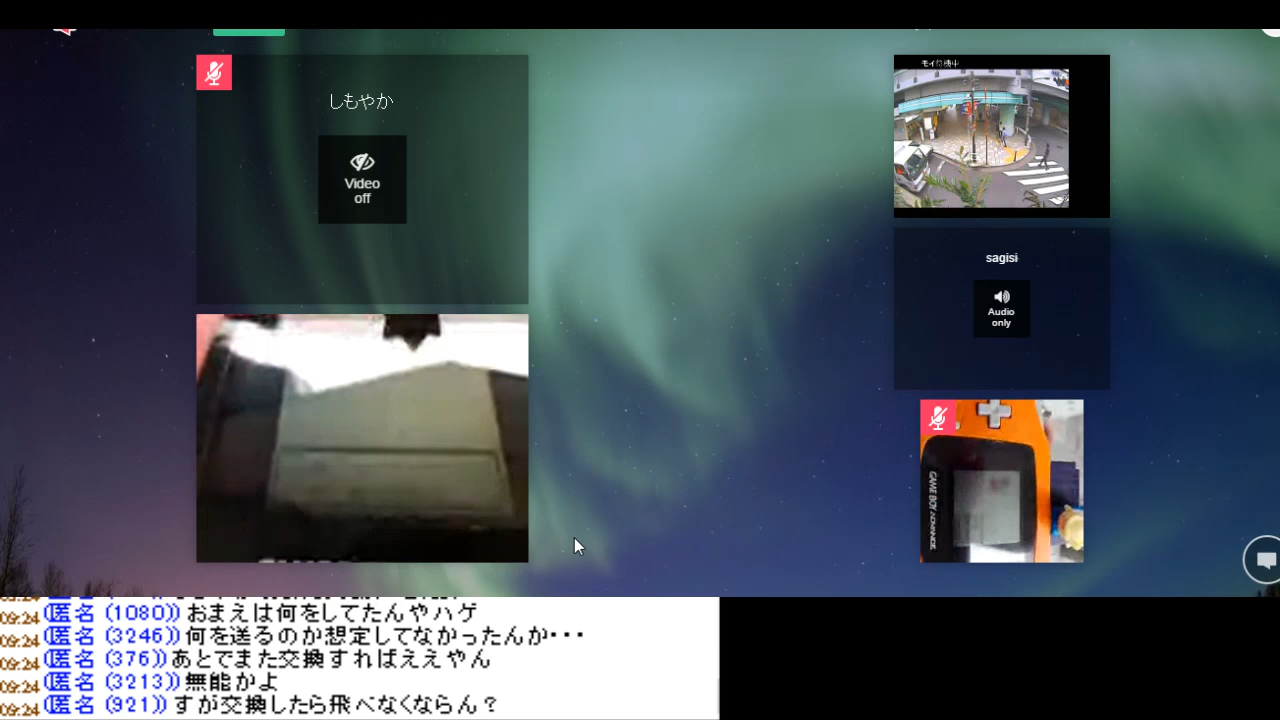 しもやか
Video
off
モイ待機中
sagisi
Audio
only
GAME BOY ADVANCE
09:24 (匿名 (1080)) おまえは何をしてたんやハゲ
09:24 (匿名 (3246)) 何を送るのか想定してなかったんか・・・
09:24 (匿名 (376)) あとでまた交換すればええやん
09:24 (匿名 (3213)) 無能かよ
09:24 (匿名 (921)) すが交換したら飛べなくならん？